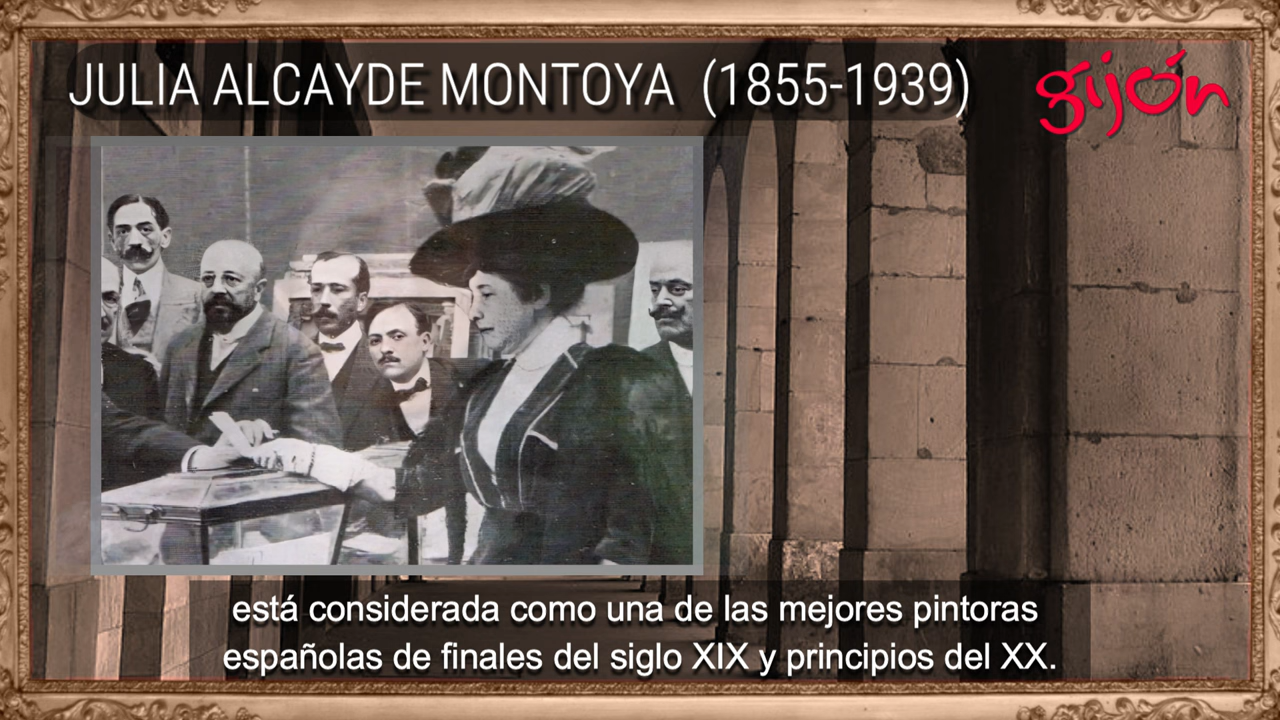 JULIA ALCAYDE MONTOYA (1855-1939)
gijón
está considerada como una de las mejores pintoras
españolas de finales del siglo XIX y principios del XX.